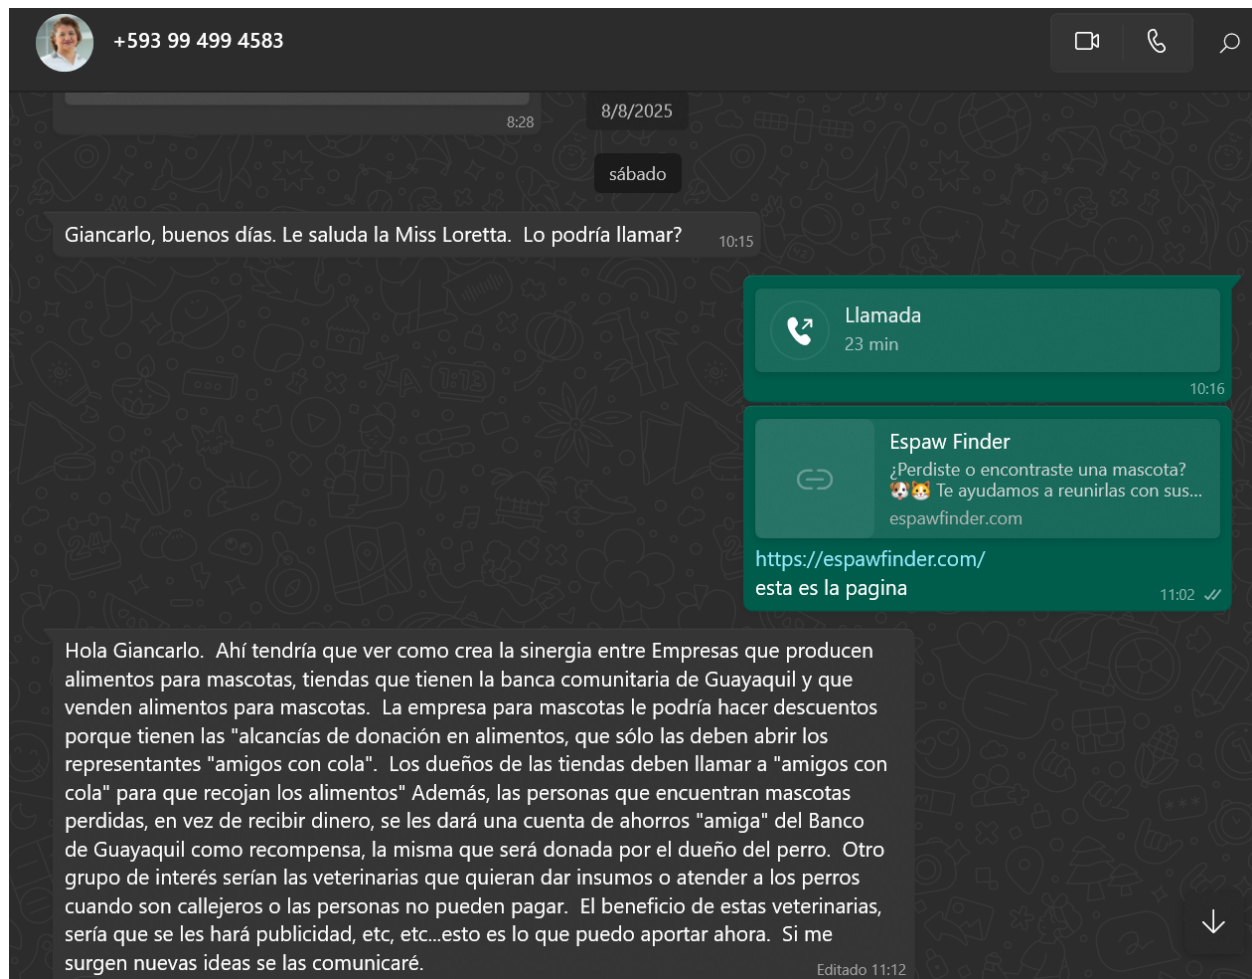 +593 99 499 4583
8:28
8/8/2025
sábado
Giancarlo, buenos días. Le saluda la Miss Loretta.  Lo podría llamar?
10:15
Llamada
23 min
10:16
Espaw Finder
¿Perdiste o encontraste una mascota?
🐶🐱 Te ayudamos a reunirlas con sus...
espawfinder.com
https://espawfinder.com/
esta es la pagina
11:02
Hola Giancarlo.  Ahí tendría que ver como crea la sinergia entre Empresas que producen
alimentos para mascotas, tiendas que tienen la banca comunitaria de Guayaquil y que
venden alimentos para mascotas.  La empresa para mascotas le podría hacer descuentos
porque tienen las "alcancías de donación en alimentos, que sólo las deben abrir los
representantes "amigos con cola".  Los dueños de las tiendas deben llamar a "amigos con
cola" para que recojan los alimentos" Además, las personas que encuentran mascotas
perdidas, en vez de recibir dinero, se les dará una cuenta de ahorros "amiga" del Banco
de Guayaquil como recompensa, la misma que será donada por el dueño del perro.  Otro
grupo de interés serían las veterinarias que quieran dar insumos o atender a los perros
cuando son callejeros o las personas no pueden pagar.  El beneficio de estas veterinarias,
sería que se les hará publicidad, etc, etc...esto es lo que puedo aportar ahora.  Si me
surgen nuevas ideas se las comunicaré.
Editado 11:12